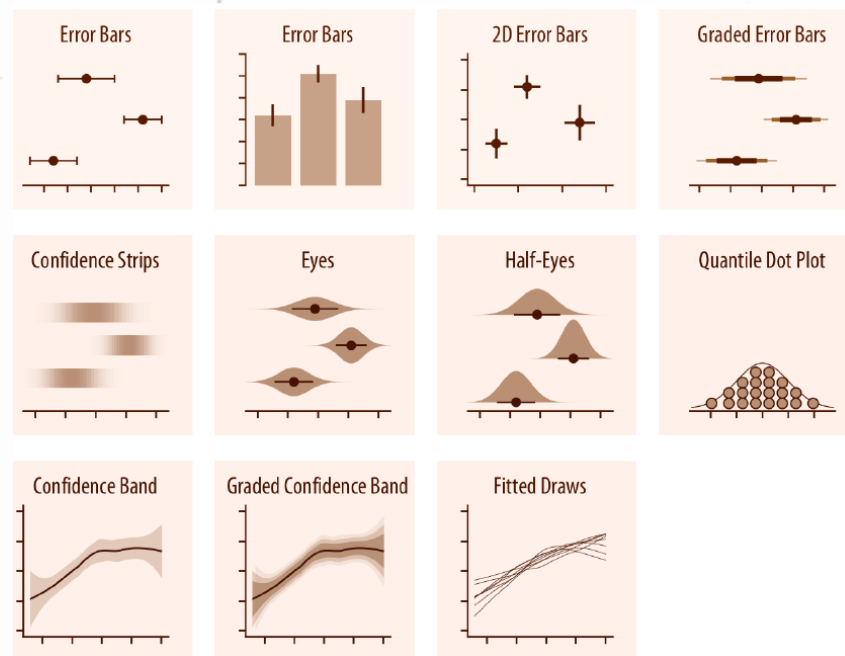 Error Bars
Error Bars
2D Error Bars
Graded Error Bars
Confidence Strips
Eyes
Half-Eyes
Quantile Dot Plot
Confidence Band
Graded Confidence Band
Fitted Draws